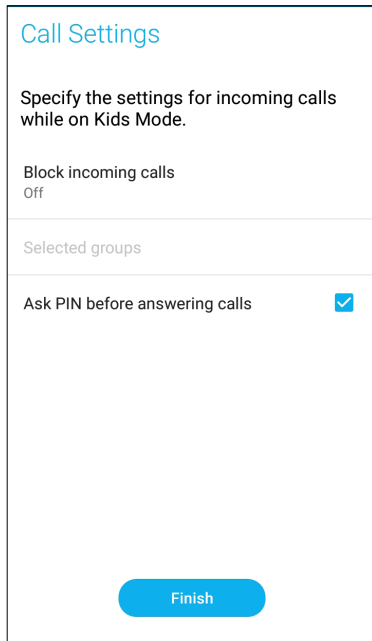 Call Settings
Specify the settings for incoming calls
while on Kids Mode.
Block incoming calls
Off
Selected groups
Ask PIN before answering calls
Finish